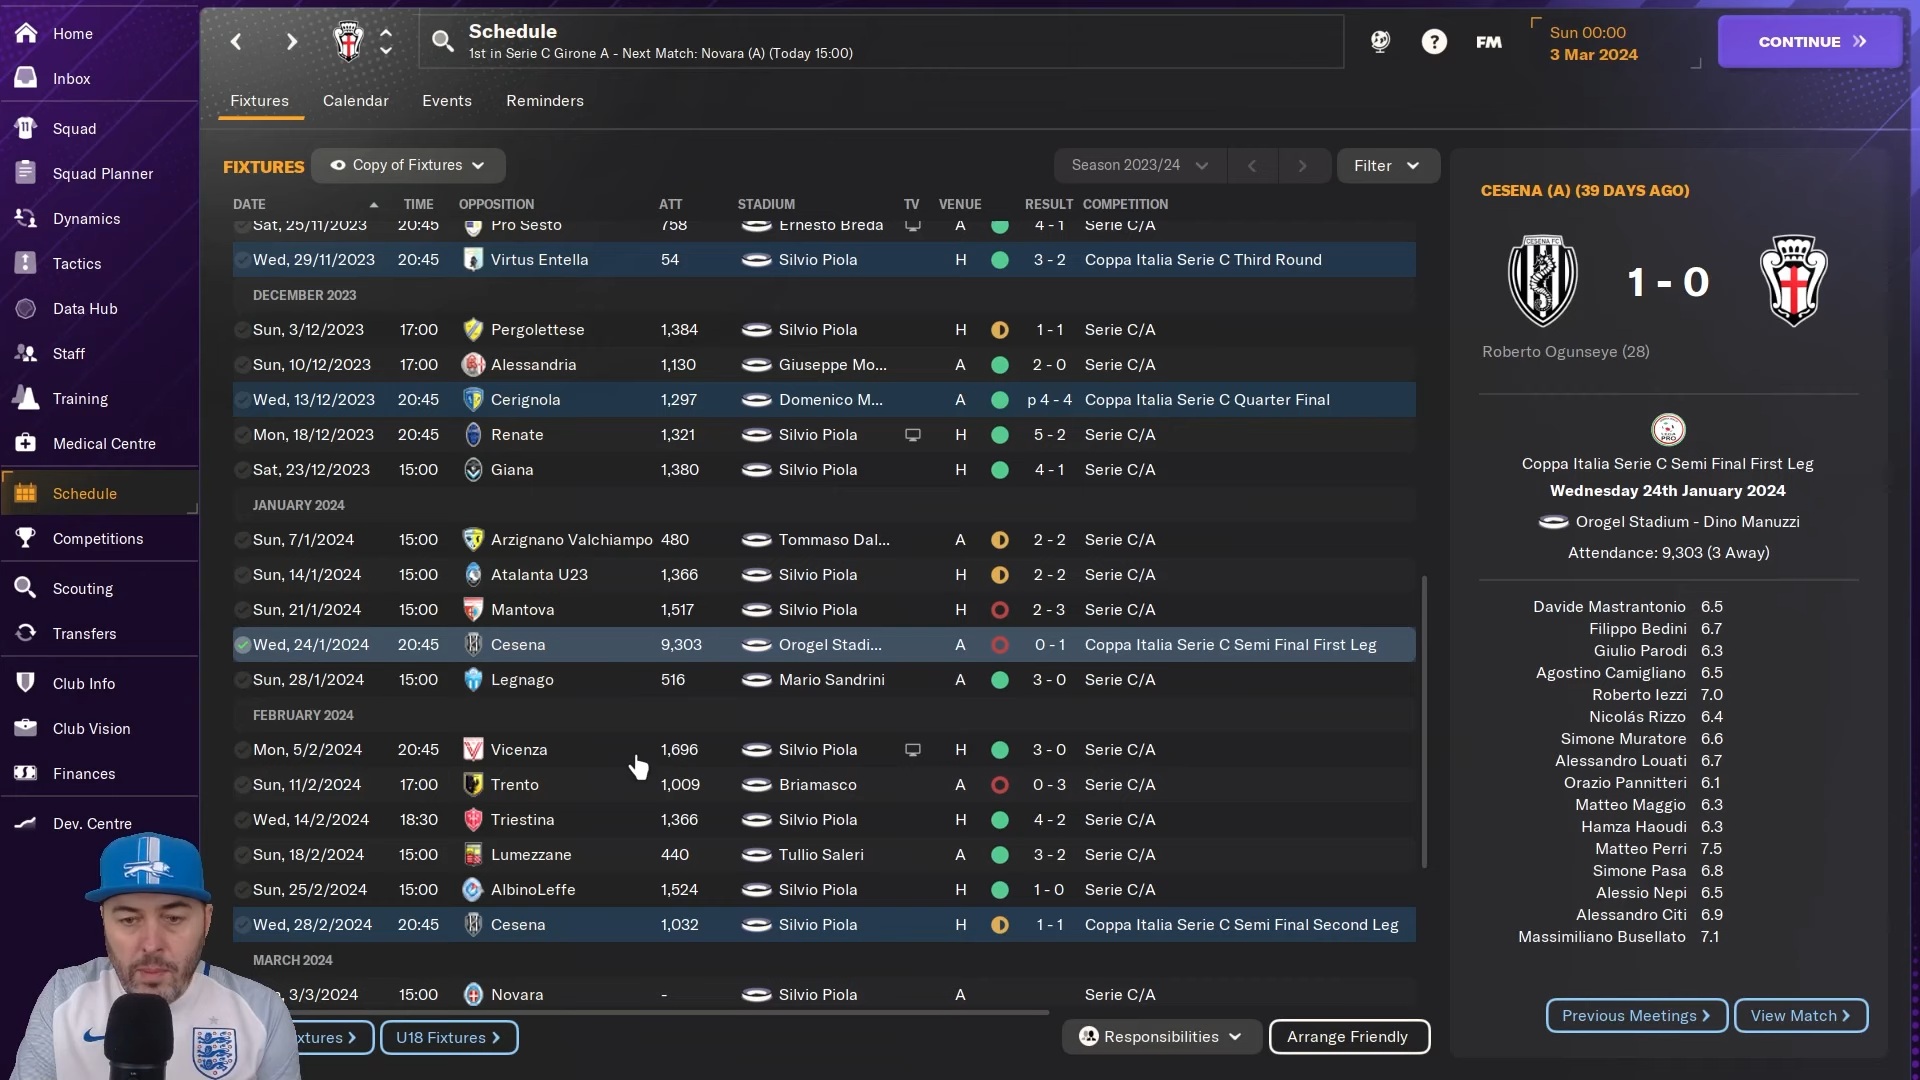 Home
Inbox
Squad
Squad Planner
Dynamics
Tactics
Data Hub
Staff
Training
Medical Centre
Schedule
Competitions
Scouting
Transfers
Club Info
Club Vision
Finances
Dev. Centre
Schedule
1st in Serie C Girone A - Next Match: Novara (A) (Today 15:00)
FM
Sun 00:00
3 Mar 2024
CONTINUE
Fixtures Calendar Events Reminders
FIXTURES Copy of Fixtures Season 2023/24 Filter
DATE TIME OPPOSITION ATT STADIUM TV VENUE RESULT COMPETITION
Sat, 25/11/2023 20:45 Pro Sesto 758 Ernesto Breda A 4 - 1 Serie C/A
Wed, 29/11/2023 20:45 Virtus Entella 54 Silvio Piola H 3 - 2 Coppa Italia Serie C Third Round
DECEMBER 2023
Sun, 3/12/2023 17:00 Pergolettese 1,384 Silvio Piola H 1 - 1 Serie C/A
Sun, 10/12/2023 17:00 Alessandria 1,130 Giuseppe Mo... A 2 - 0 Serie C/A
Wed, 13/12/2023 20:45 Cerignola 1,297 Domenico M... A p 4 - 4 Coppa Italia Serie C Quarter Final
Mon, 18/12/2023 20:45 Renate 1,321 Silvio Piola H 5 - 2 Serie C/A
Sat, 23/12/2023 15:00 Giana 1,380 Silvio Piola H 4 - 1 Serie C/A
JANUARY 2024
Sun, 7/1/2024 15:00 Arzignano Valchiampo 480 Tommaso Dal... A 2 - 2 Serie C/A
Sun, 14/1/2024 15:00 Atalanta U23 1,366 Silvio Piola H 2 - 2 Serie C/A
Sun, 21/1/2024 15:00 Mantova 1,517 Silvio Piola H 2 - 3 Serie C/A
Wed, 24/1/2024 20:45 Cesena 9,303 Orogel Stadi... A 0 - 1 Coppa Italia Serie C Semi Final First Leg
Sun, 28/1/2024 15:00 Legnago 516 Mario Sandrini A 3 - 0 Serie C/A
FEBRUARY 2024
Mon, 5/2/2024 20:45 Vicenza 1,696 Silvio Piola H 3 - 0 Serie C/A
Sun, 11/2/2024 17:00 Trento 1,009 Briamasco A 0 - 3 Serie C/A
Wed, 14/2/2024 18:30 Triestina 1,366 Silvio Piola H 4 - 2 Serie C/A
Sun, 18/2/2024 15:00 Lumezzane 440 Tullio Saleri A 3 - 2 Serie C/A
Sun, 25/2/2024 15:00 AlbinoLeffe 1,524 Silvio Piola H 1 - 0 Serie C/A
Wed, 28/2/2024 20:45 Cesena 1,032 Silvio Piola H 1 - 1 Coppa Italia Serie C Semi Final Second Leg
MARCH 2024
3/3/2024 15:00 Novara - Silvio Piola A Serie C/A
U18 Fixtures Responsibilities Arrange Friendly
CESENA (A) (39 DAYS AGO)
1 - 0
Roberto Ogunseye (28)
Coppa Italia Serie C Semi Final First Leg
Wednesday 24th January 2024
Orogel Stadium - Dino Manuzzi
Attendance: 9,303 (3 Away)
Davide Mastrantonio 6.5
Filippo Bedini 6.7
Giulio Parodi 6.3
Agostino Camigliano 6.5
Roberto Iezzi 7.0
Nicolás Rizzo 6.4
Simone Muratore 6.6
Alessandro Louati 6.7
Orazio Pannitteri 6.1
Matteo Maggio 6.3
Hamza Haoudi 6.3
Matteo Perri 7.5
Simone Pasa 6.8
Alessio Nepi 6.5
Alessandro Citi 6.9
Massimiliano Busellato 7.1
Previous Meetings View Match